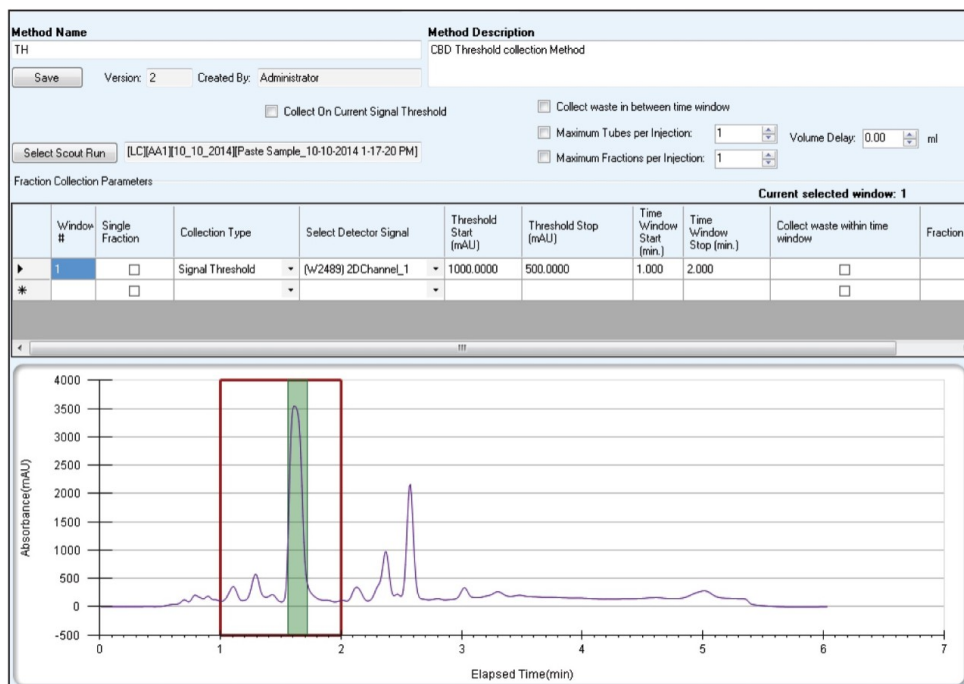 Method Name
Method Description
TH
CBD Threshold collection Method
Save
Version: 2
Created By: Administrator
Collect On Current Signal Threshold
Collect waste in between time window
Maximum Tubes per Injection: 1
Volume Delay: 0.00 ml
Select Scout Run
[LC][AA1][10_10_2014][Paste Sample_10-10-2014 1-17-20 PM]
Maximum Fractions per Injection: 1
Fraction Collection Parameters
Current selected window: 1
Window #
Single Fraction
Collection Type
Select Detector Signal
Threshold Start (mAU)
Threshold Stop (mAU)
Time Window Start (min.)
Time Window Stop (min.)
Collect waste within time window
Fraction
1
Signal Threshold
(W2489) 2DChannel_1
1000.0000
500.0000
1.000
2.000
4000
3500
3000
2500
2000
1500
1000
500
0
-500
Absorbance(mAU)
0 1 2 3 4 5 6 7
Elapsed Time(min)